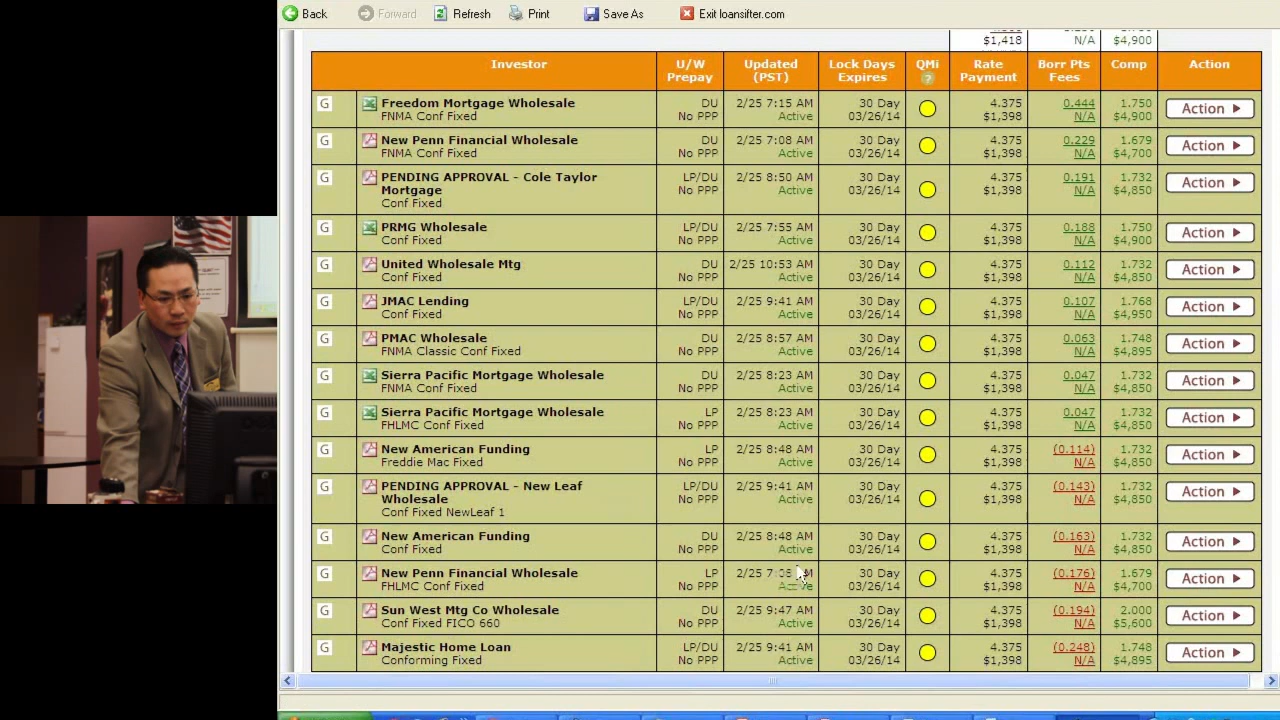 Back Forward Refresh Print Save As Exit loansifter.com
$1,418 N/A $4,900
Investor U/W Prepay Updated (PST) Lock Days Expires QMi ? Rate Payment Borr Pts Fees Comp Action
G Freedom Mortgage Wholesale DU 2/25 7:15 AM 30 Day 4.375 0.444 1.750 Action
FNMA Conf Fixed No PPP Active 03/26/14 $1,398 N/A $4,900
G New Penn Financial Wholesale DU 2/25 7:08 AM 30 Day 4.375 0.229 1.679 Action
FNMA Conf Fixed No PPP Active 03/26/14 $1,398 N/A $4,700
G PENDING APPROVAL - Cole Taylor LP/DU 2/25 8:50 AM 30 Day 4.375 0.191 1.732 Action
Mortgage No PPP Active 03/26/14 $1,398 N/A $4,850
Conf Fixed
G PRMG Wholesale LP/DU 2/25 7:55 AM 30 Day 4.375 0.188 1.750 Action
Conf Fixed No PPP Active 03/26/14 $1,398 N/A $4,900
G United Wholesale Mtg DU 2/25 10:53 AM 30 Day 4.375 0.112 1.732 Action
Conf Fixed No PPP Active 03/26/14 $1,398 N/A $4,850
G JMAC Lending LP/DU 2/25 9:41 AM 30 Day 4.375 0.107 1.768 Action
Conf Fixed No PPP Active 03/26/14 $1,398 N/A $4,950
G PMAC Wholesale LP/DU 2/25 8:57 AM 30 Day 4.375 0.063 1.748 Action
FNMA Classic Conf Fixed No PPP Active 03/26/14 $1,398 N/A $4,895
G Sierra Pacific Mortgage Wholesale DU 2/25 8:23 AM 30 Day 4.375 0.047 1.732 Action
FNMA Conf Fixed No PPP Active 03/26/14 $1,398 N/A $4,850
G Sierra Pacific Mortgage Wholesale LP 2/25 8:23 AM 30 Day 4.375 0.047 1.732 Action
FHLMC Conf Fixed No PPP Active 03/26/14 $1,398 N/A $4,850
G New American Funding LP 2/25 8:48 AM 30 Day 4.375 (0.114) 1.732 Action
Freddie Mac Fixed No PPP Active 03/26/14 $1,398 N/A $4,850
G PENDING APPROVAL - New Leaf LP/DU 2/25 9:41 AM 30 Day 4.375 (0.143) 1.732 Action
Wholesale No PPP Active 03/26/14 $1,398 N/A $4,850
Conf Fixed NewLeaf 1
G New American Funding DU 2/25 8:48 AM 30 Day 4.375 (0.163) 1.732 Action
Conf Fixed No PPP Active 03/26/14 $1,398 N/A $4,850
G New Penn Financial Wholesale LP 2/25 7:08 AM 30 Day 4.375 (0.176) 1.679 Action
FHLMC Conf Fixed No PPP Active 03/26/14 $1,398 N/A $4,700
G Sun West Mtg Co Wholesale DU 2/25 9:47 AM 30 Day 4.375 (0.194) 2.000 Action
Conf Fixed FICO 660 No PPP Active 03/26/14 $1,398 N/A $5,600
G Majestic Home Loan LP/DU 2/25 9:41 AM 30 Day 4.375 (0.248) 1.748 Action
Conforming Fixed No PPP Active 03/26/14 $1,398 N/A $4,895